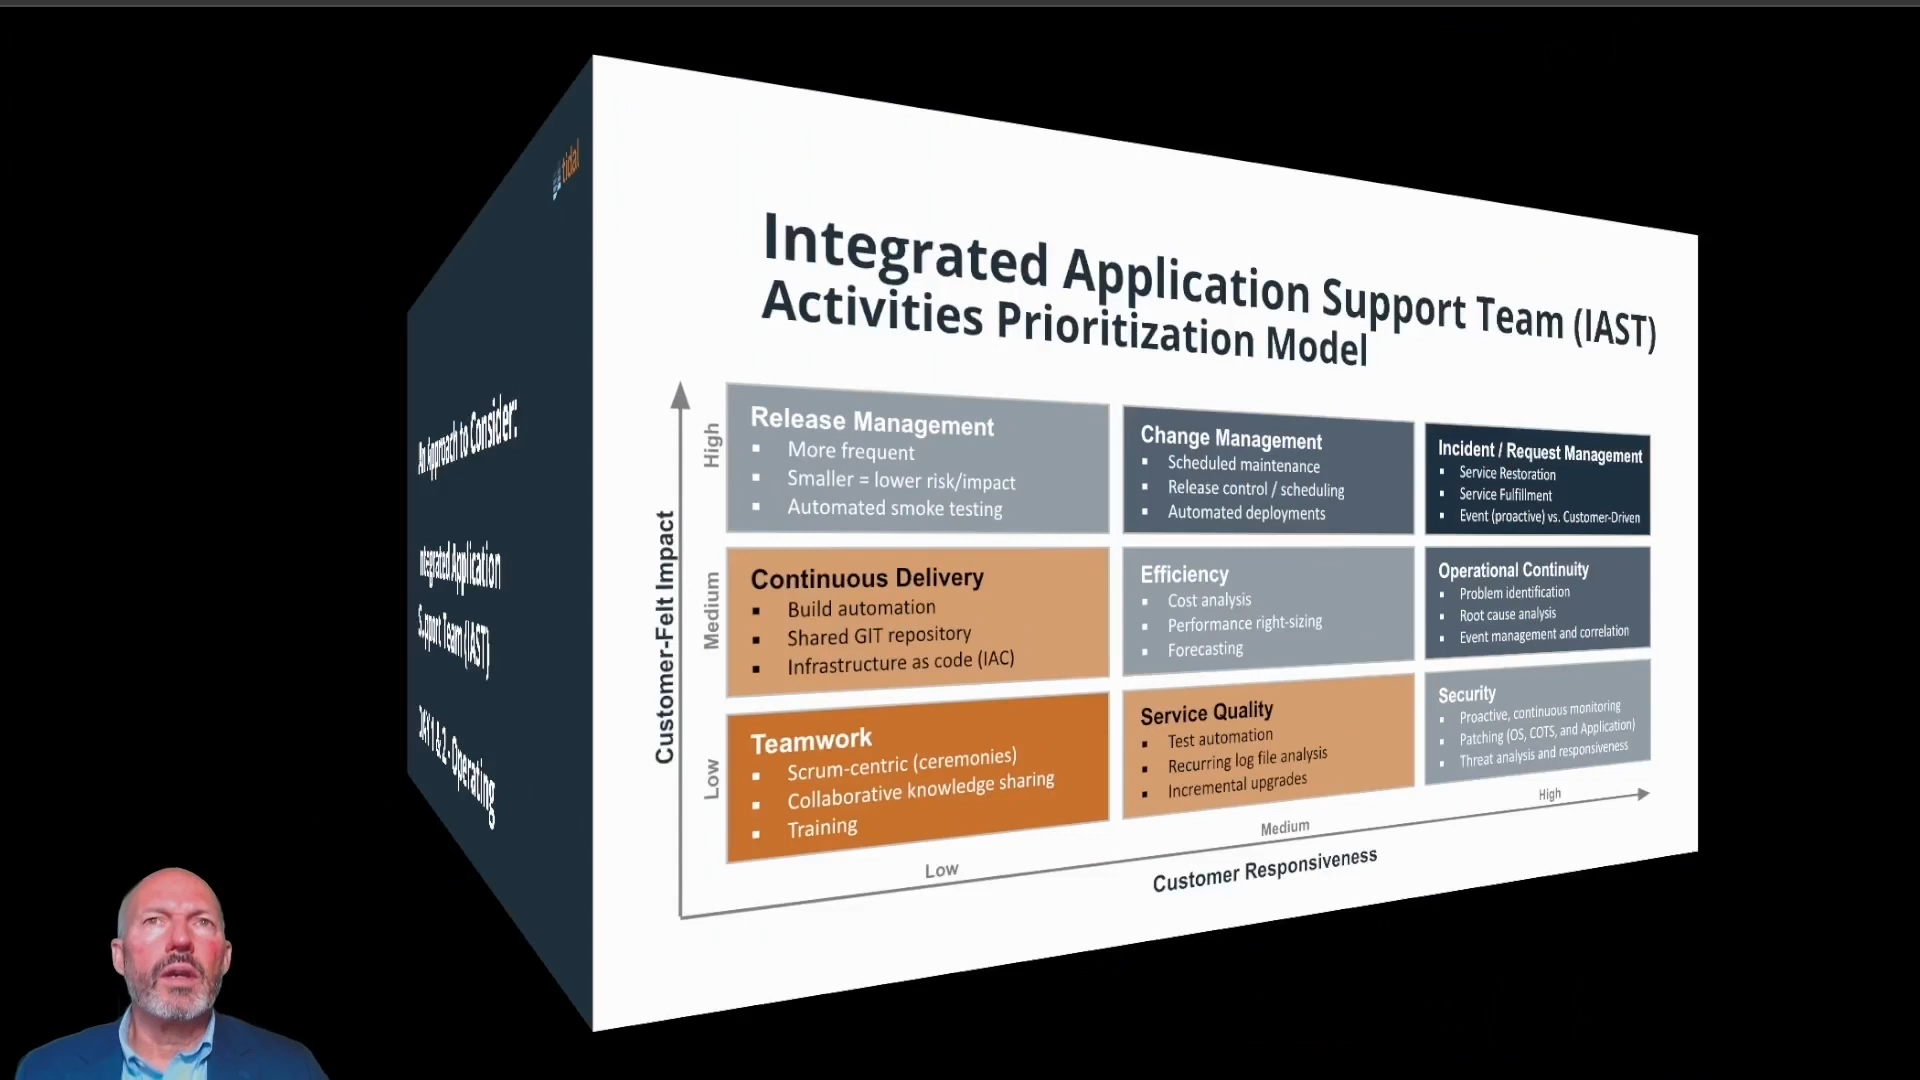 tidal
An Approach to Consider:
Integrated Application
Support Team (IAST)
DAY 1 & 2 - Operating
Integrated Application Support Team (IAST)
Activities Prioritization Model
Customer-Felt Impact
High
Medium
Low
Release Management
▪ More frequent
▪ Smaller = lower risk/impact
▪ Automated smoke testing
Change Management
▪ Scheduled maintenance
▪ Release control / scheduling
▪ Automated deployments
Incident / Request Management
▪ Service Restoration
▪ Service Fulfillment
▪ Event (proactive) vs. Customer-Driven
Continuous Delivery
▪ Build automation
▪ Shared GIT repository
▪ Infrastructure as code (IAC)
Efficiency
▪ Cost analysis
▪ Performance right-sizing
▪ Forecasting
Operational Continuity
▪ Problem identification
▪ Root cause analysis
▪ Event management and correlation
Teamwork
▪ Scrum-centric (ceremonies)
▪ Collaborative knowledge sharing
▪ Training
Service Quality
▪ Test automation
▪ Recurring log file analysis
▪ Incremental upgrades
Security
▪ Proactive, continuous monitoring
▪ Patching (OS, COTS, and Application)
▪ Threat analysis and responsiveness
Low
Medium
High
Customer Responsiveness